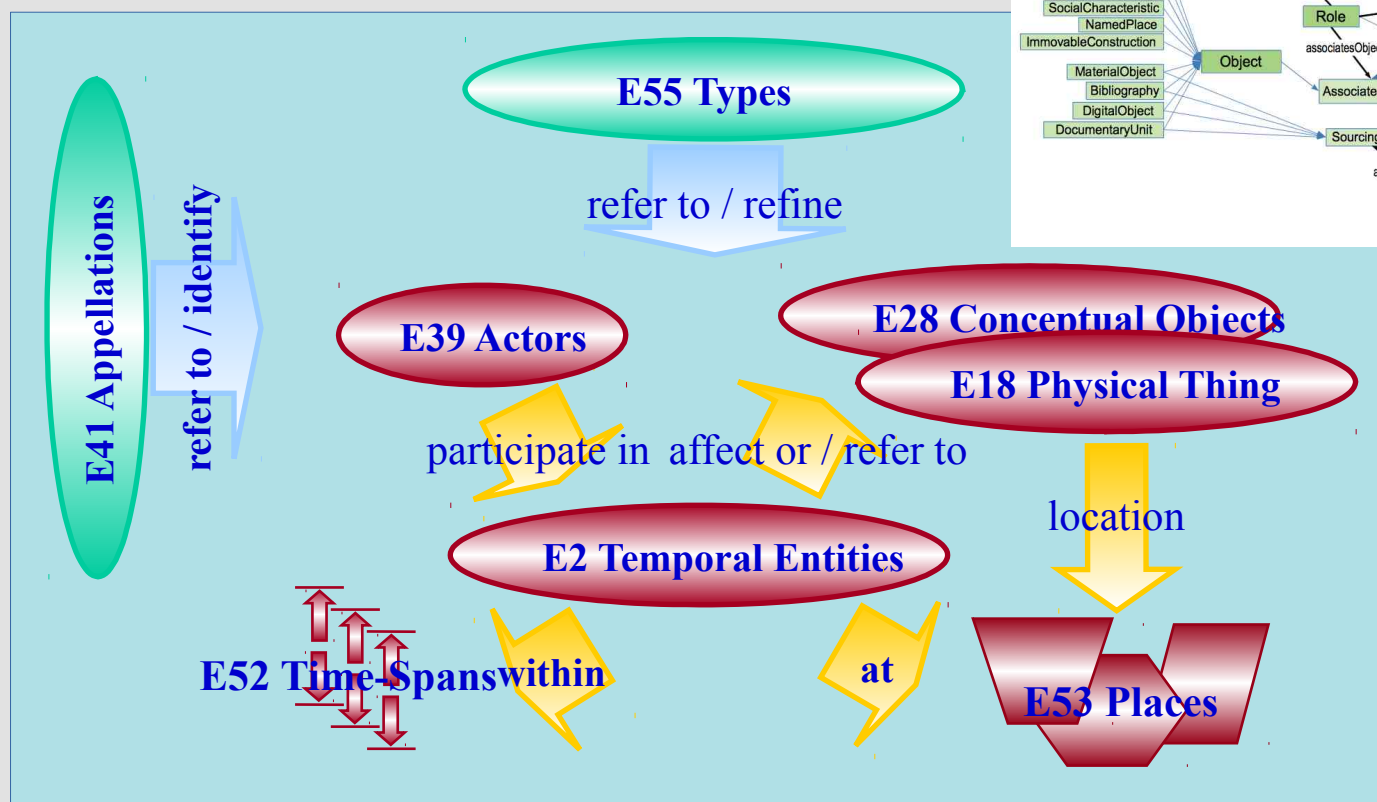 SocialCharacteristic
NamedPlace
ImmovableConstruction
MaterialObject
Bibliography
DigitalObject
DocumentaryUnit
Object
Role
E55 Types
refer to / refine
E41 Appellations
refer to / identify
E39 Actors
E28 Conceptual Objects
E18 Physical Thing
participate in
affect or / refer to
location
E2 Temporal Entities
E52 Time-Spans
within
at
E53 Places